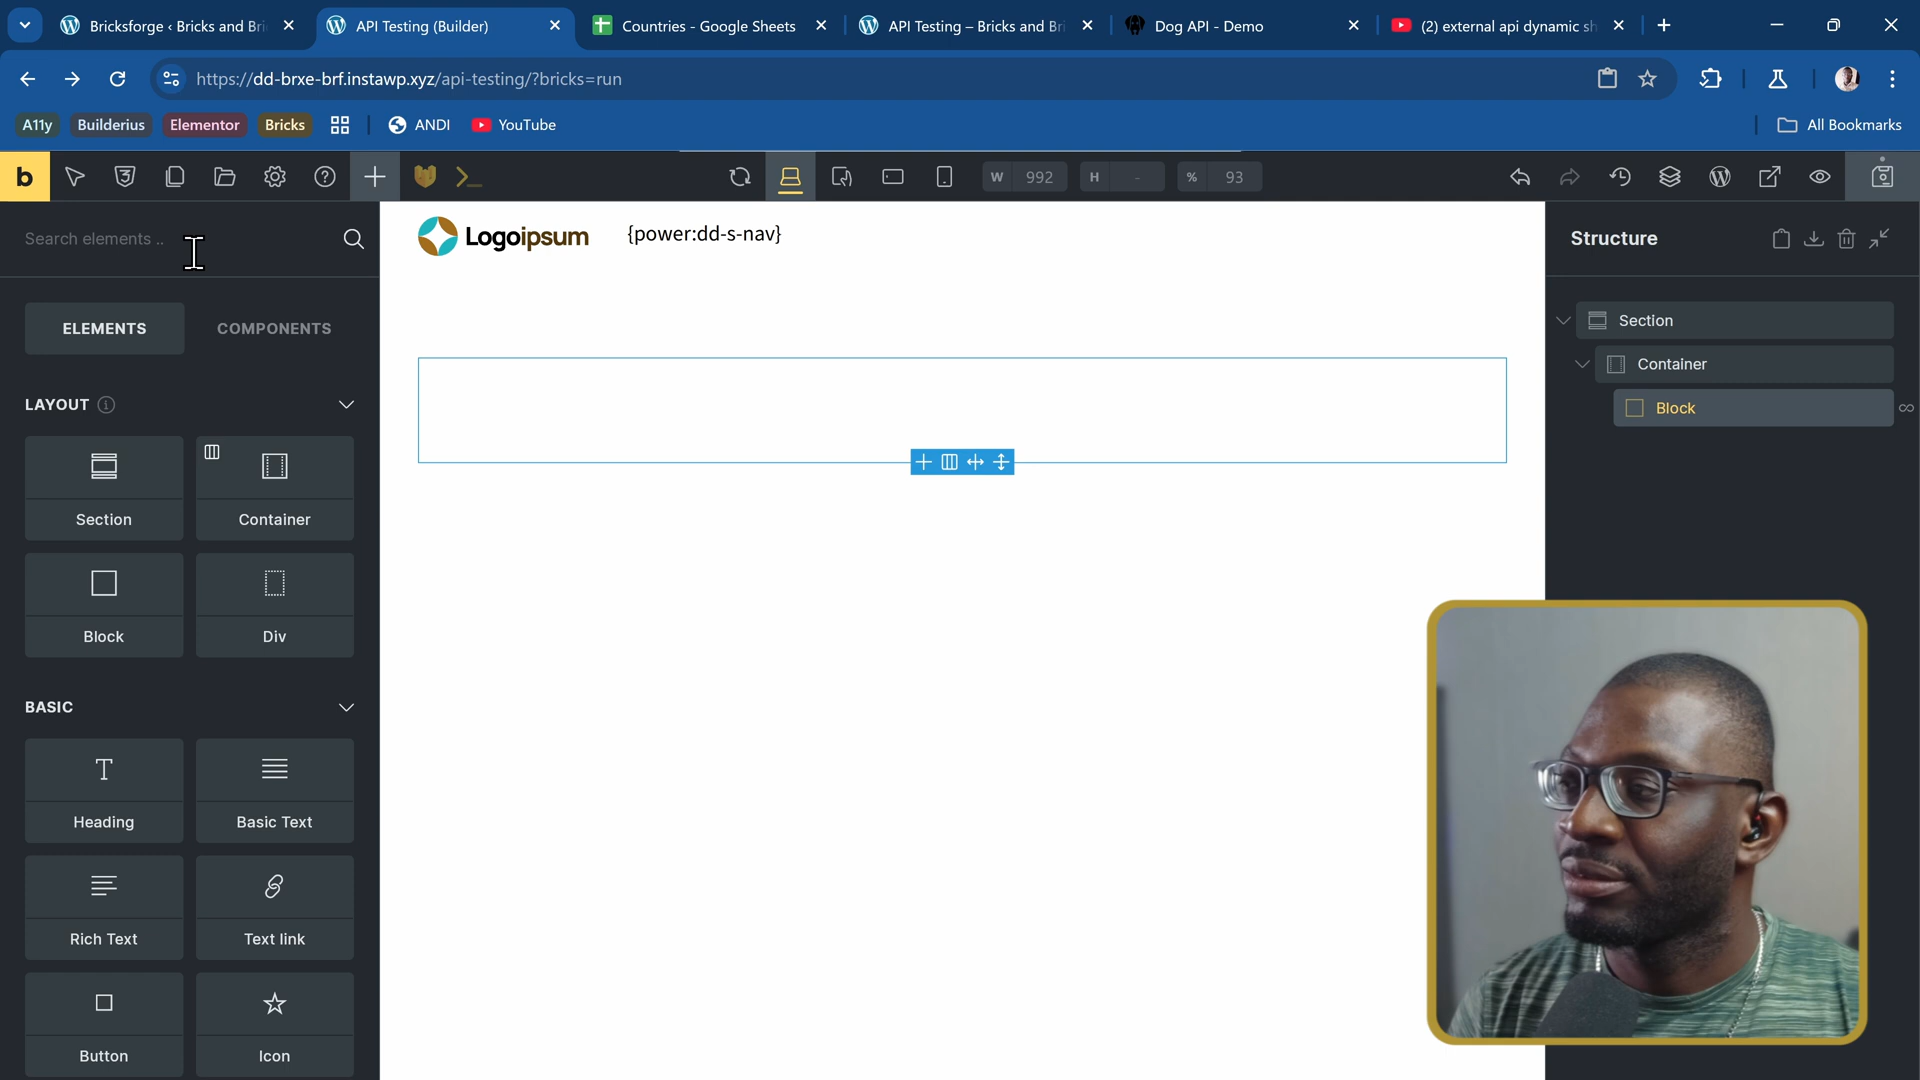 Bricksforge ‹ Bricks and Bri
API Testing (Builder)
Countries - Google Sheets
API Testing – Bricks and Bri
Dog API - Demo
(2) external api dynamic sh
https://dd-brxe-brf.instawp.xyz/api-testing/?bricks=run
A11y
Builderius
Elementor
Bricks
ANDI
YouTube
All Bookmarks
b
W 992
H -
% 93
Search elements ..
Logoipsum
{power:dd-s-nav}
Structure
ELEMENTS
COMPONENTS
Section
Container
Block
LAYOUT
Section
Container
Block
Div
BASIC
Heading
Basic Text
Rich Text
Text link
Button
Icon